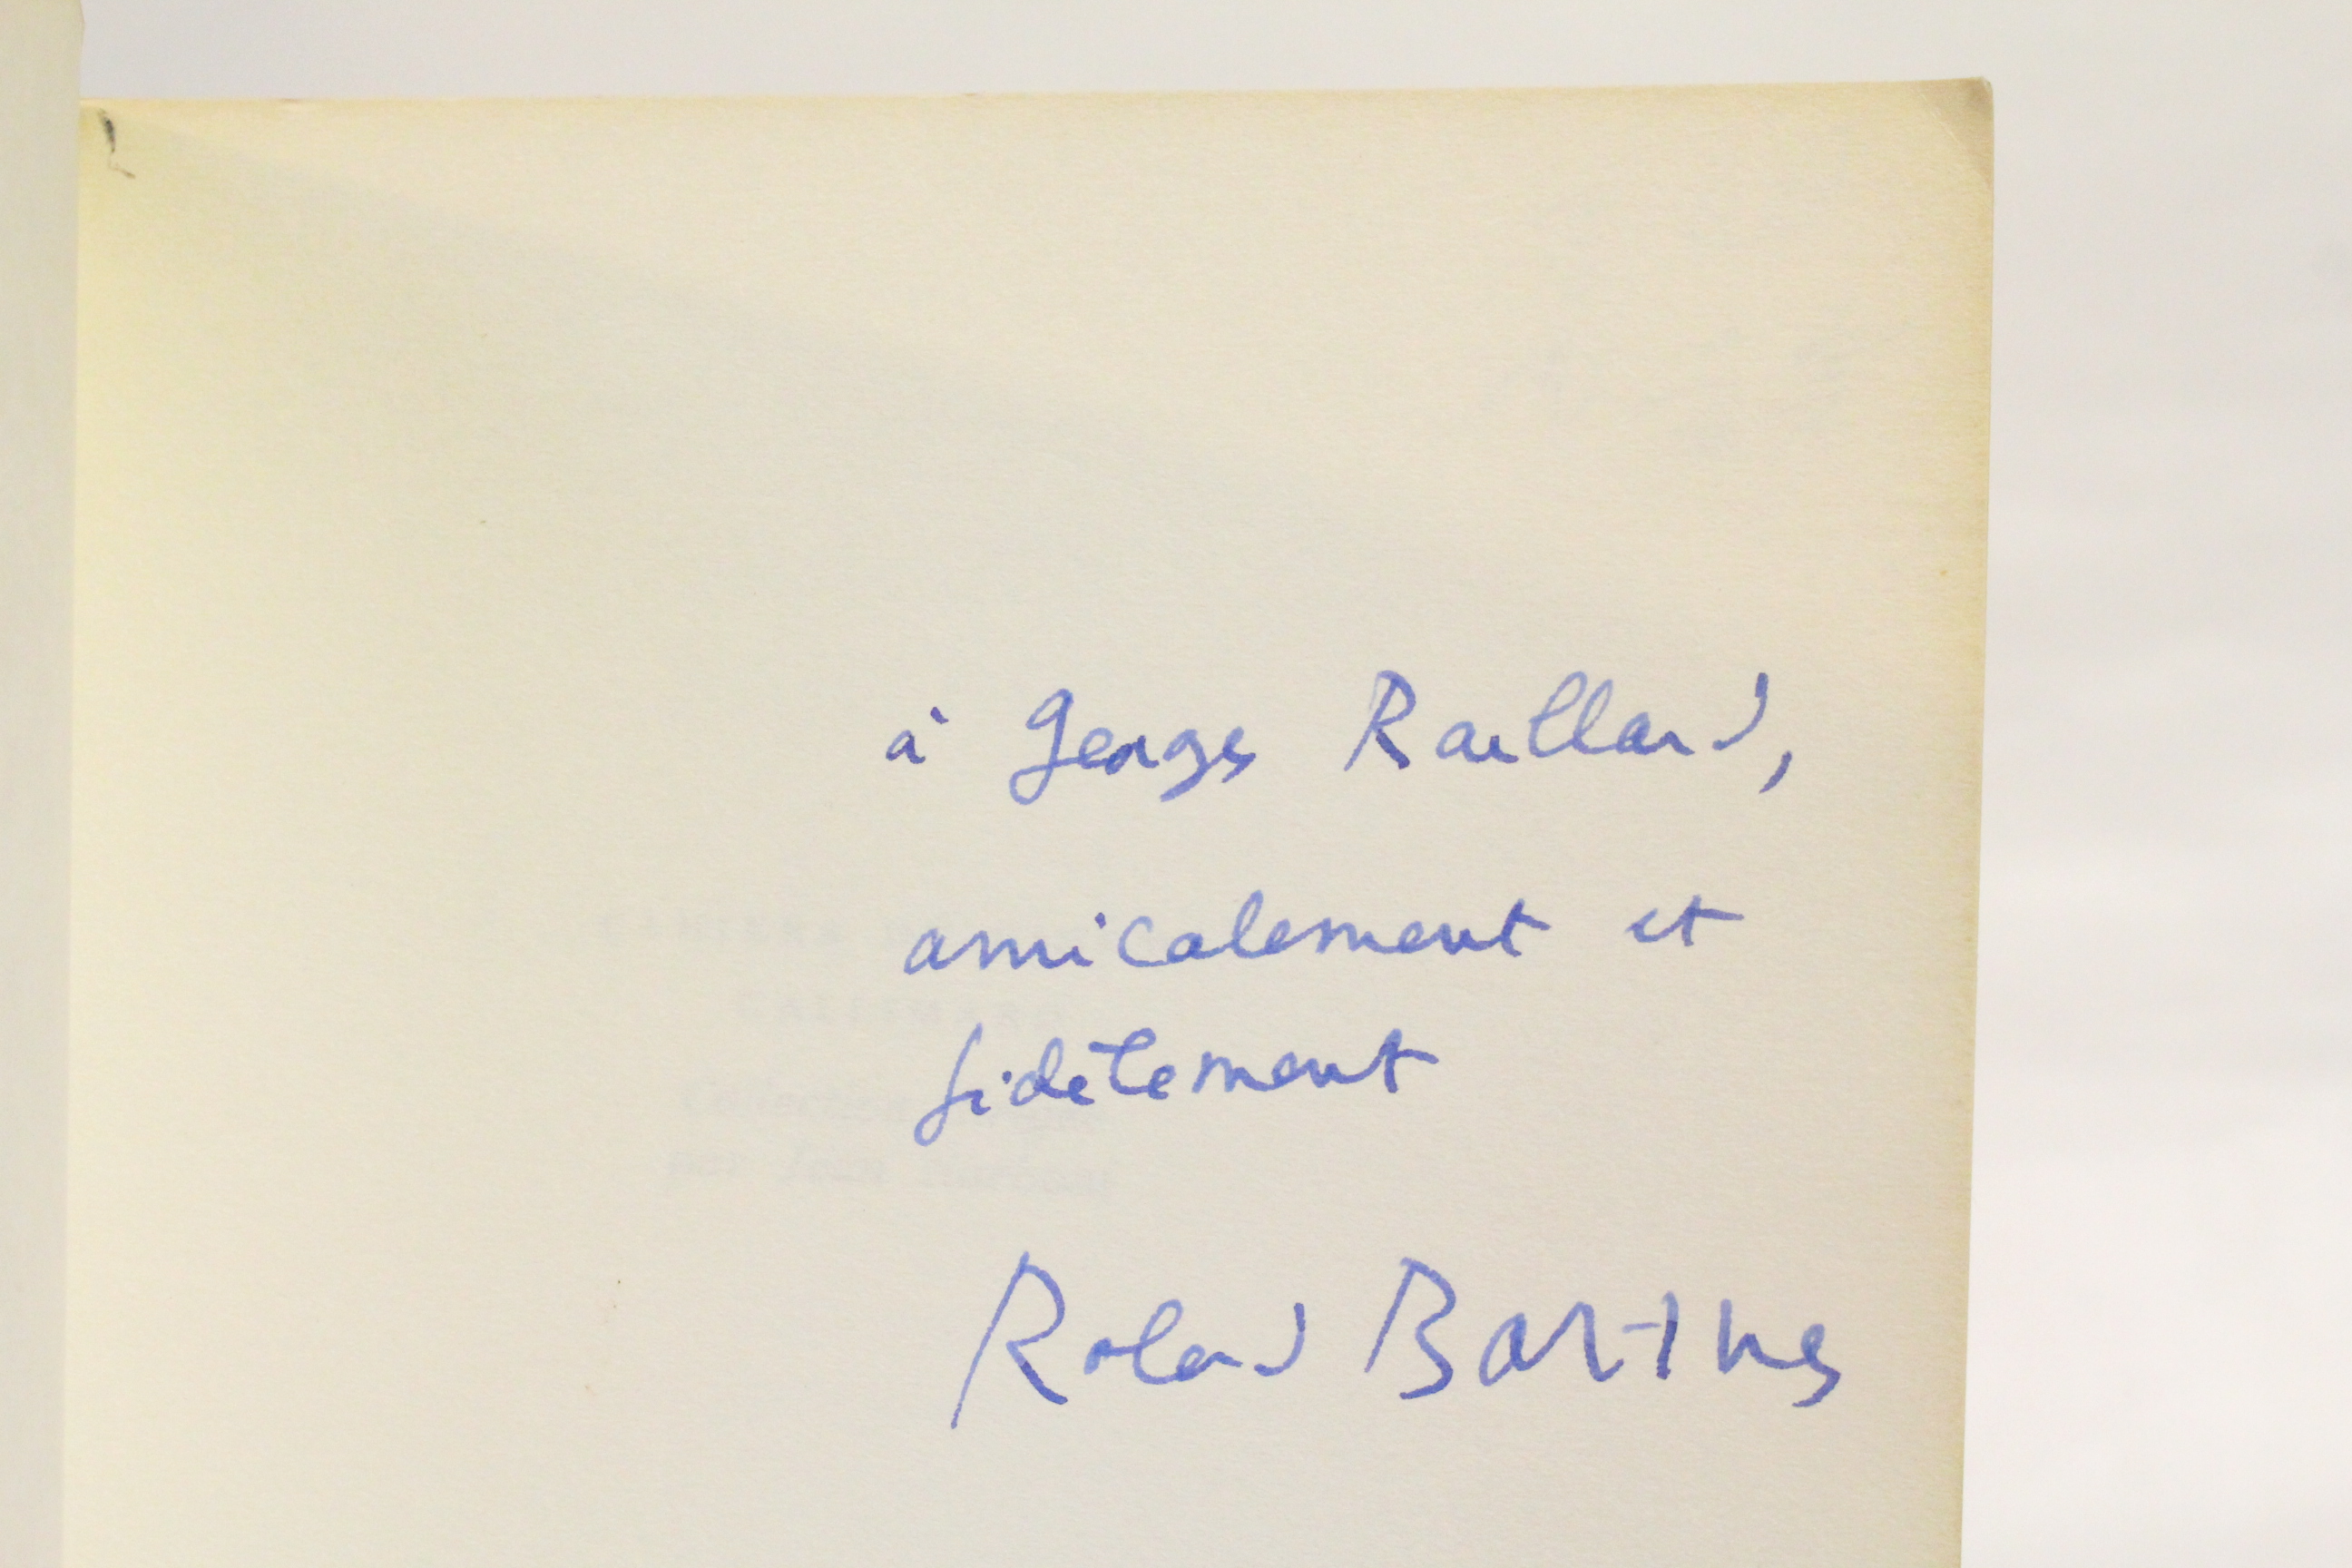 à Georges Raillard,
amicalement et
fidèlement
Roland Barthes